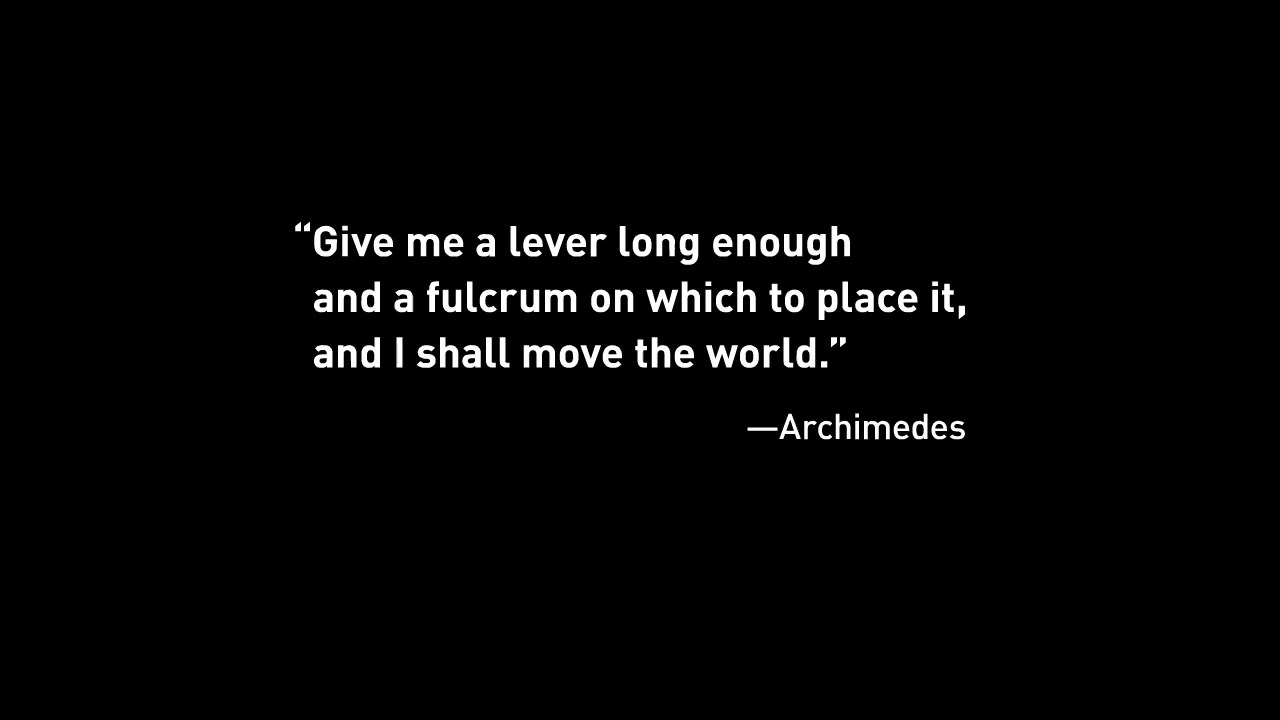 “Give me a lever long enough
and a fulcrum on which to place it,
and I shall move the world.”
—Archimedes